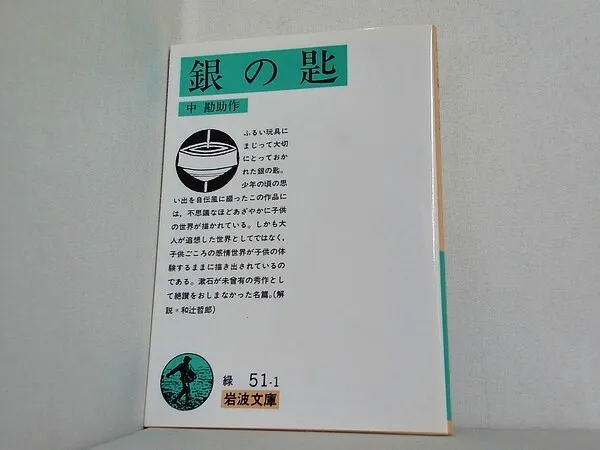 銀の匙
中 勘助作
ふるい玩具に
まじって大切
にとっておか
れた銀の匙。
少年の頃の思
い出を自伝風に綴ったこの作品に
は，不思議なほどあざやかに子供
の世界が描かれている。しかも大
人が追想した世界としてではなく，
子供ごころの感情世界が子供の体
験するままに描き出されているの
である。漱石が未曾有の秀作とし
て絶賛をおしまなかった名篇。(解
説＝和辻哲郎)
緑 51-1
岩波文庫